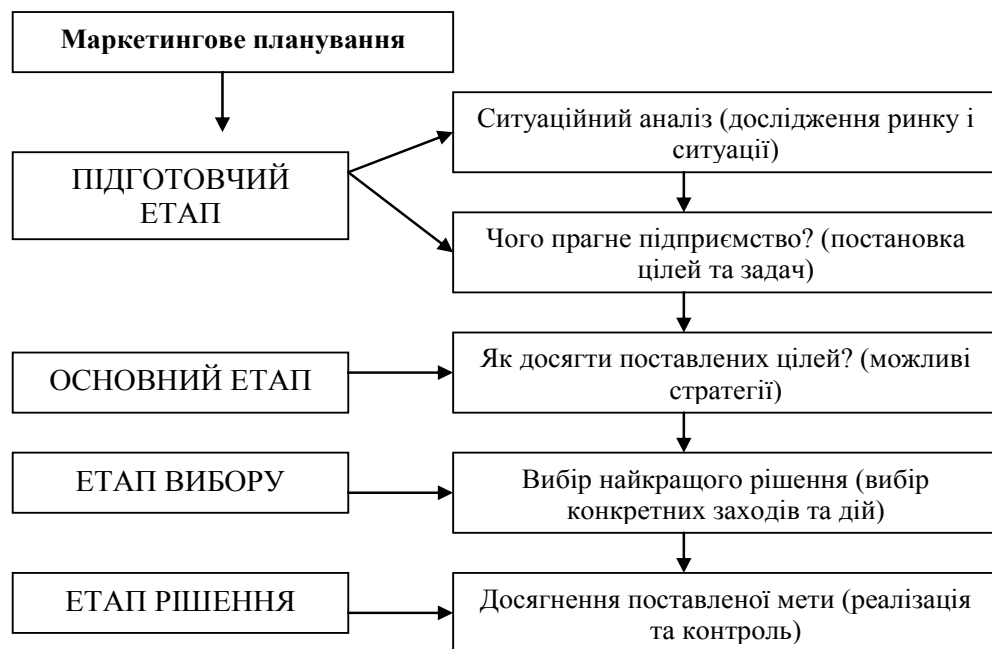 Маркетингове планування
Ситуаційний аналіз (дослідження ринку і
ситуації)
ПІДГОТОВЧИЙ
ЕТАП
Чого прагне підприємство? (постановка
цілей та задач)
ОСНОВНИЙ ЕТАП
Як досягти поставлених цілей? (можливі
стратегії)
ЕТАП ВИБОРУ
Вибір найкращого рішення (вибір
конкретних заходів та дій)
ЕТАП РІШЕННЯ
Досягнення поставленої мети (реалізація
та контроль)